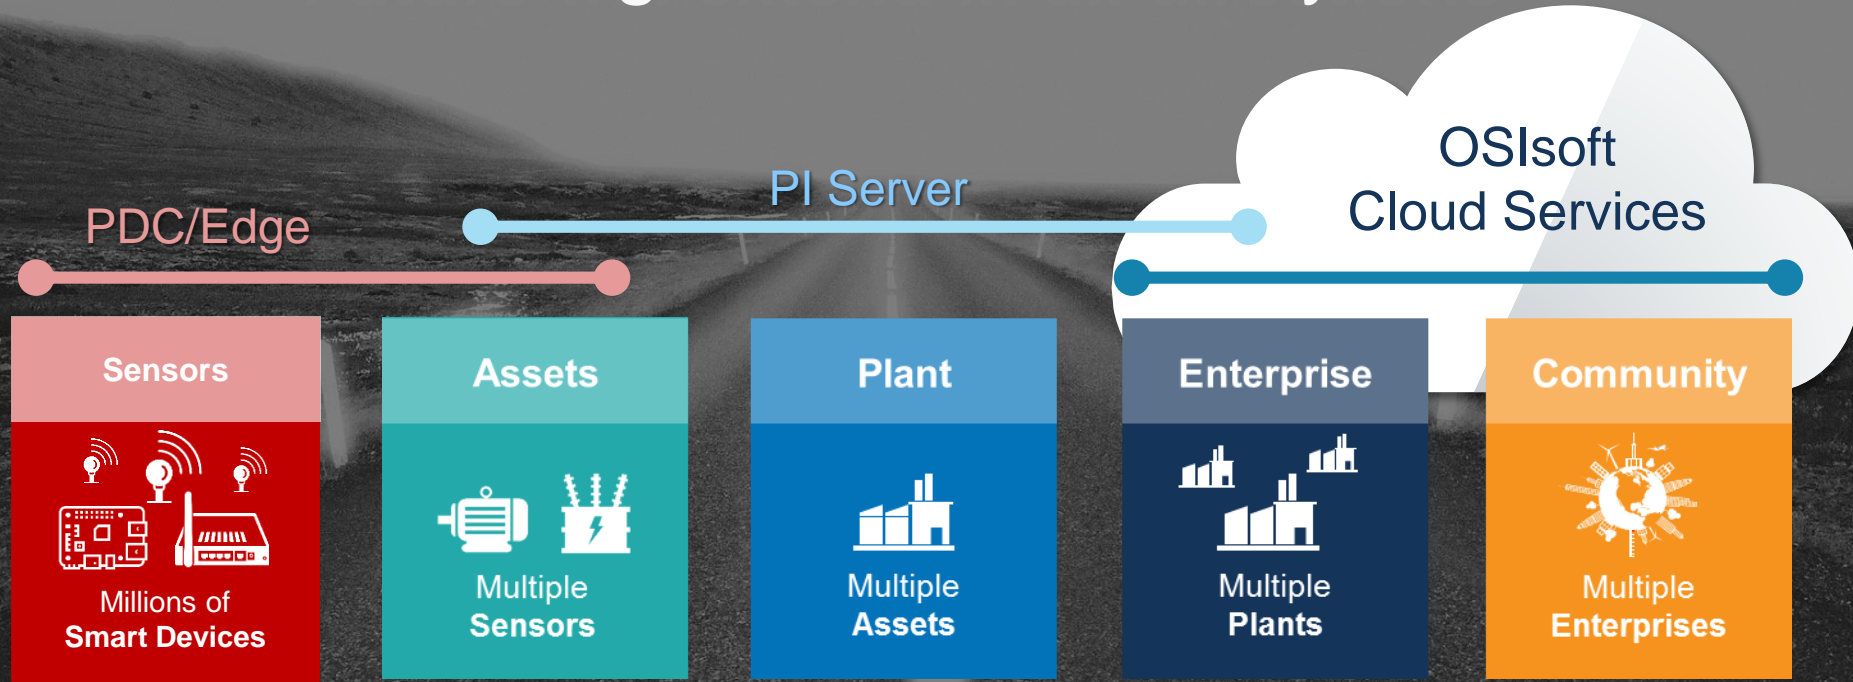 OSIsoft
Cloud Services
PI Server
PDC/Edge
Sensors
Millions of
Smart Devices
Assets
Multiple
Sensors
Plant
Multiple
Assets
Enterprise
Multiple
Plants
Community
Multiple
Enterprises